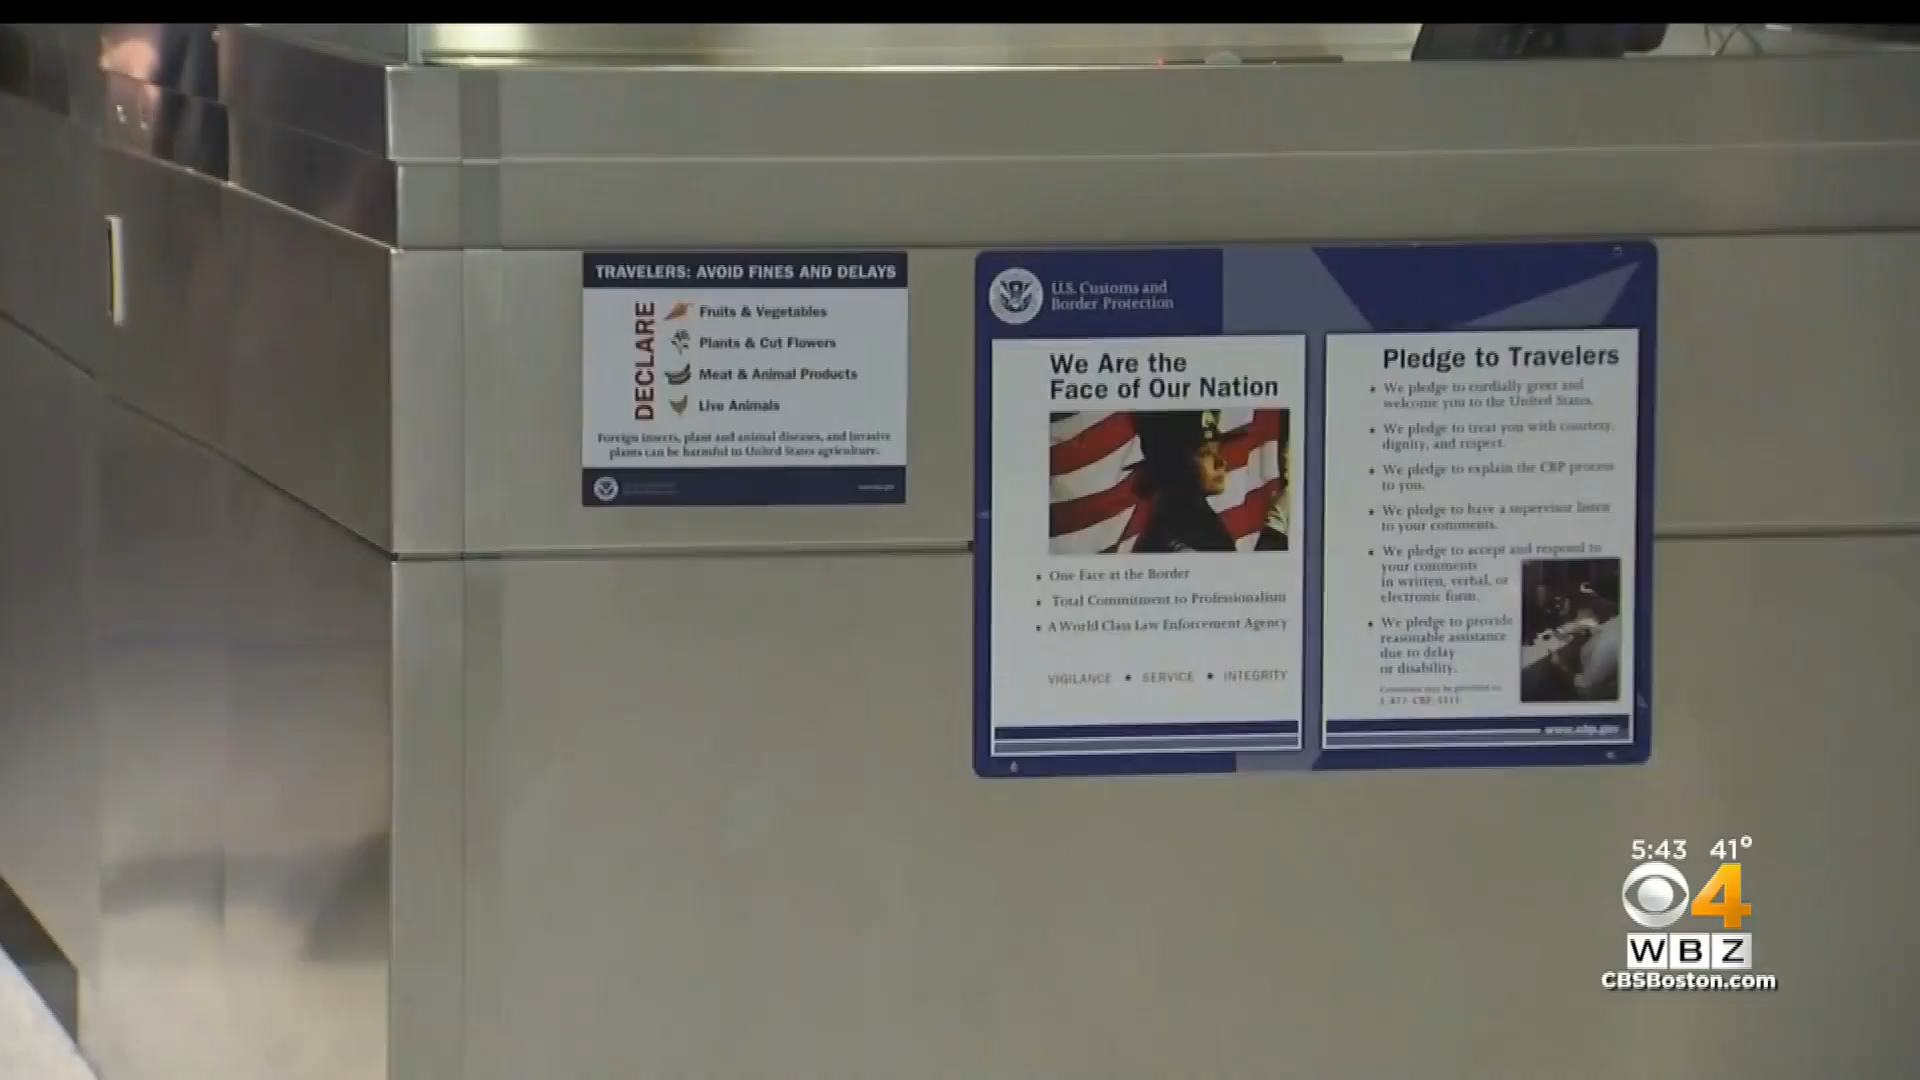 TRAVELERS: AVOID FINES AND DELAYS
DECLARE
Fruits & Vegetables
Plants & Cut Flowers
Meat & Animal Products
Live Animals
Foreign insects, plant and animal diseases, and invasive
plants can be harmful to United States agriculture.
U.S. Customs and
Border Protection
We Are the
Face of Our Nation
• One Face at the Border
• Total Commitment to Professionalism
• A World Class Law Enforcement Agency
VIGILANCE ★ SERVICE ★ INTEGRITY
Pledge to Travelers
• We pledge to cordially greet and
welcome you to the United States.
• We pledge to treat you with courtesy,
dignity, and respect.
• We pledge to explain the CBP process
to you.
• We pledge to have a supervisor listen
to your comments.
• We pledge to accept and respond to
your comments
in written, verbal, or
electronic form.
• We pledge to provide
reasonable assistance
due to delay
or disability.
www.cbp.gov
5:43 41°
4
WBZ
CBSBoston.com